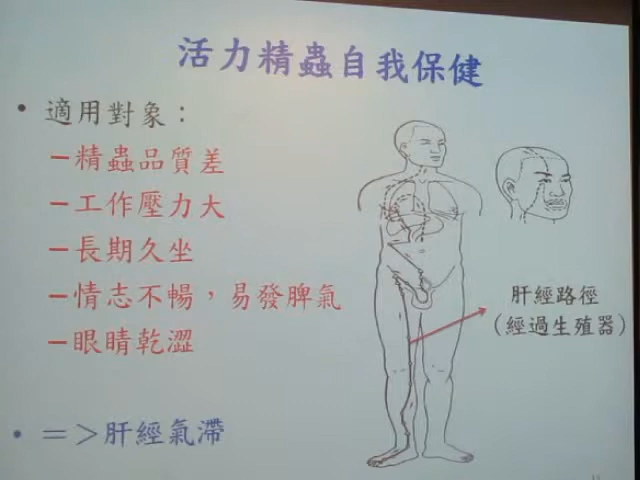 活力精蟲自我保健
• 適用對象：
–精蟲品質差
–工作壓力大
–長期久坐
–情志不暢，易發脾氣
–眼睛乾澀
肝經路徑
（經過生殖器）
• =>肝經氣滯